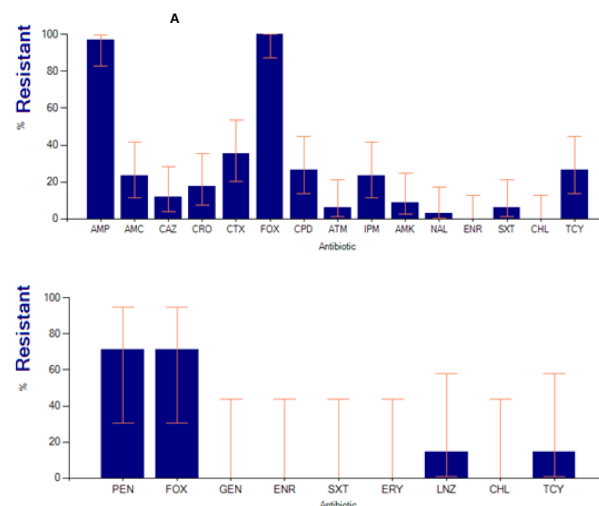 A
% Resistant
100
80
60
40
20
0
AMP AMC CAZ CRO CTX FOX CPD ATM IPM AMK NAL ENR SXT CHL TCY
Antibiotic
% Resistant
100
80
60
40
20
0
PEN FOX GEN ENR SXT ERY LNZ CHL TCY
Antibiotic